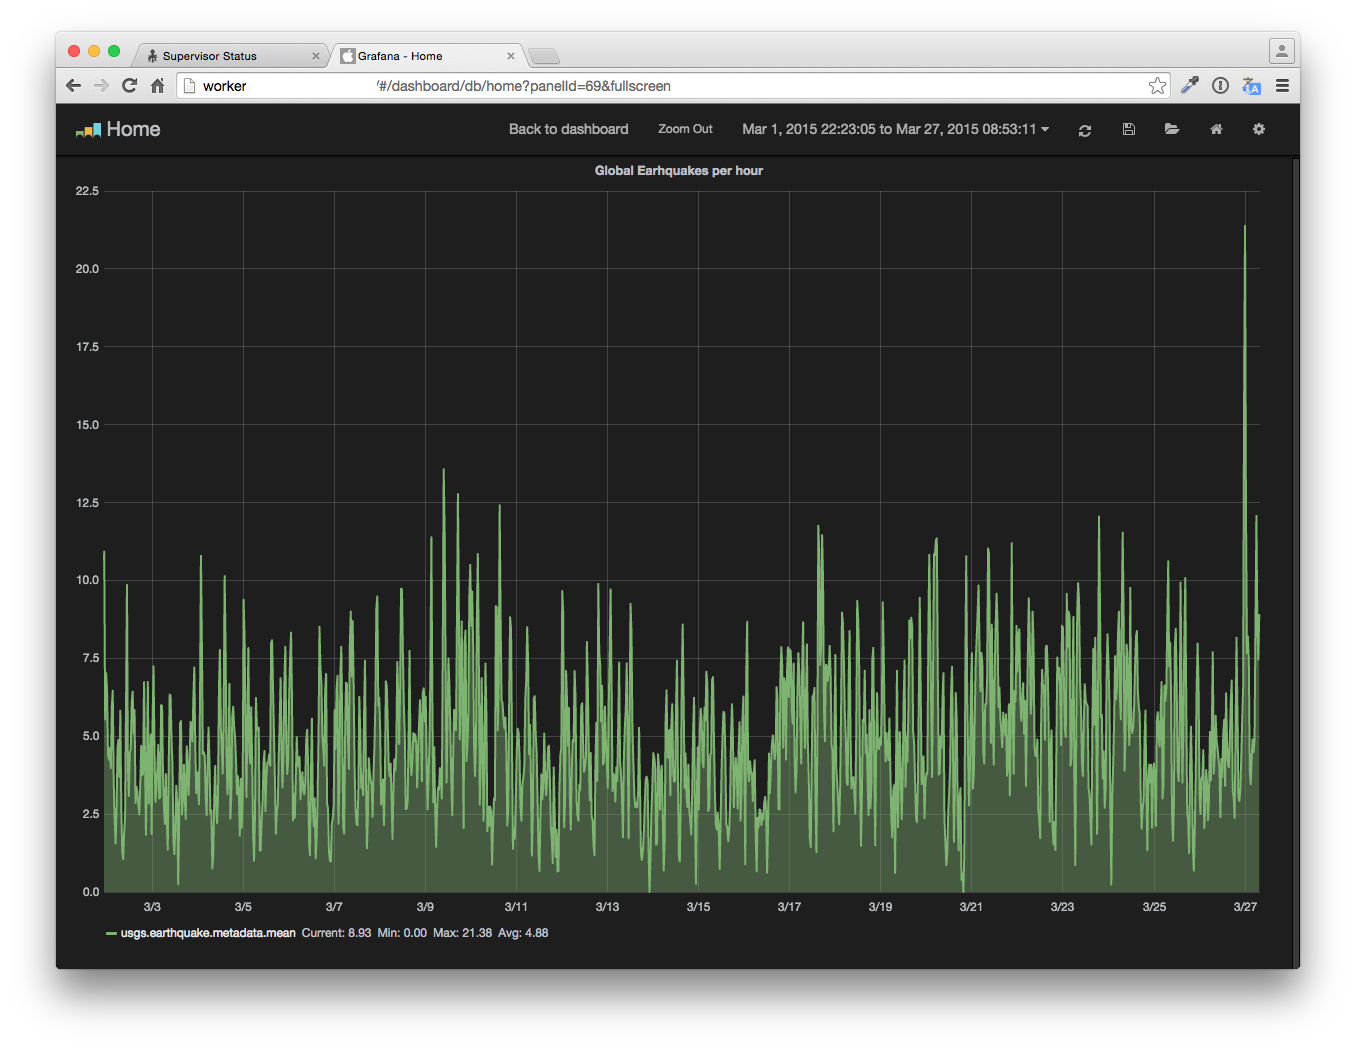 Supervisor Status
Grafana - Home
worker '#/dashboard/db/home?panelId=69&fullscreen
Home
Back to dashboard
Zoom Out
Mar 1, 2015 22:23:05 to Mar 27, 2015 08:53:11
Global Earhquakes per hour
22.5
20.0
17.5
15.0
12.5
10.0
7.5
5.0
2.5
0.0
3/3 3/5 3/7 3/9 3/11 3/13 3/15 3/17 3/19 3/21 3/23 3/25 3/27
usgs.earthquake.metadata.mean Current: 8.93 Min: 0.00 Max: 21.38 Avg: 4.88